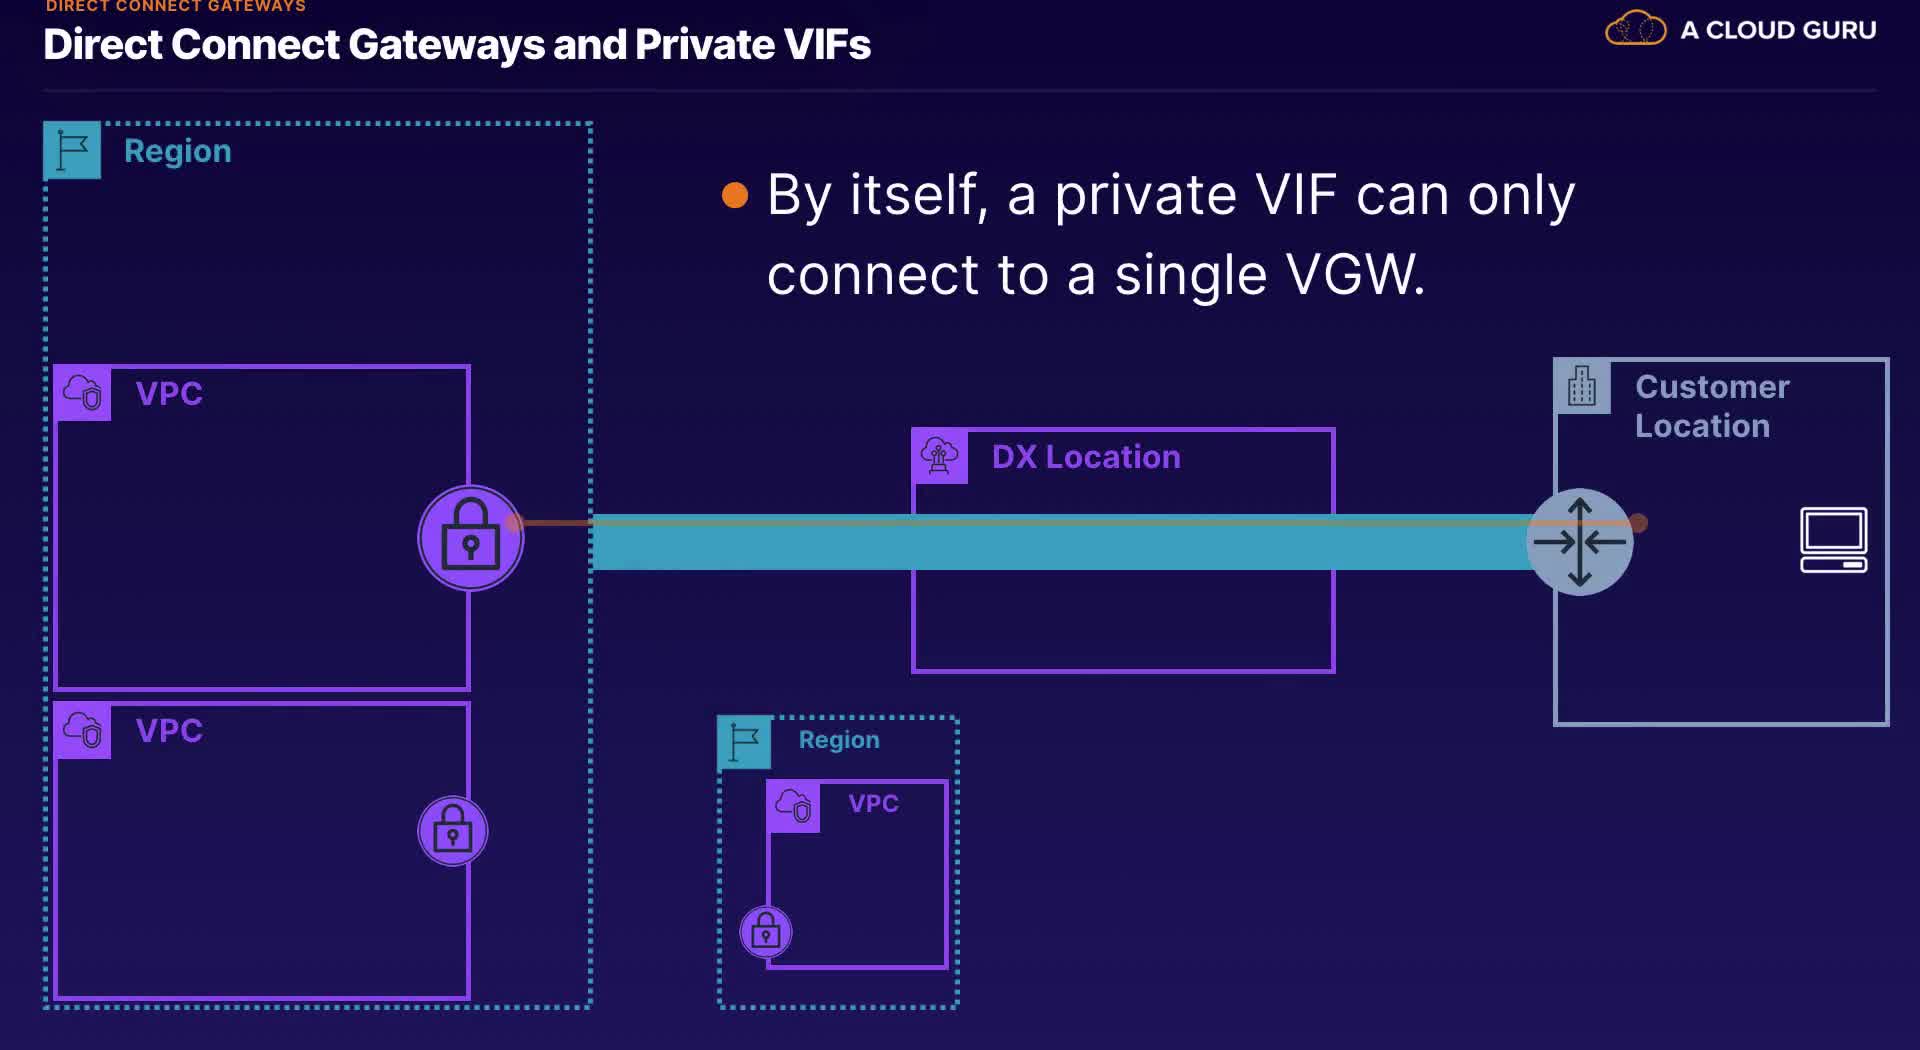 DIRECT CONNECT GATEWAYS
Direct Connect Gateways and Private VIFs
A CLOUD GURU
Region
By itself, a private VIF can only
connect to a single VGW.
VPC
DX Location
Customer
Location
VPC
Region
VPC